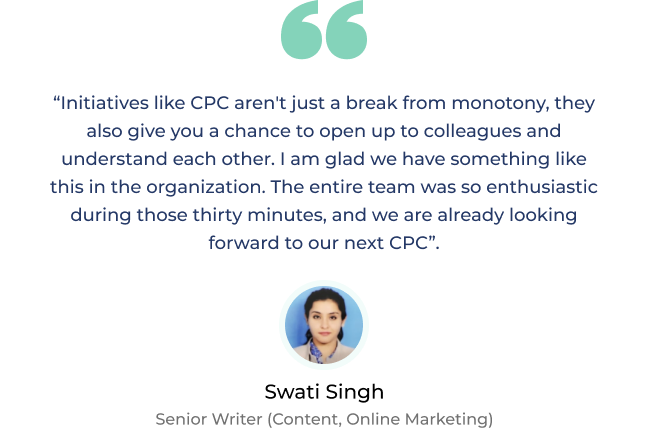 “Initiatives like CPC aren't just a break from monotony, they
also give you a chance to open up to colleagues and
understand each other. I am glad we have something like
this in the organization. The entire team was so enthusiastic
during those thirty minutes, and we are already looking
forward to our next CPC”.
Swati Singh
Senior Writer (Content, Online Marketing)